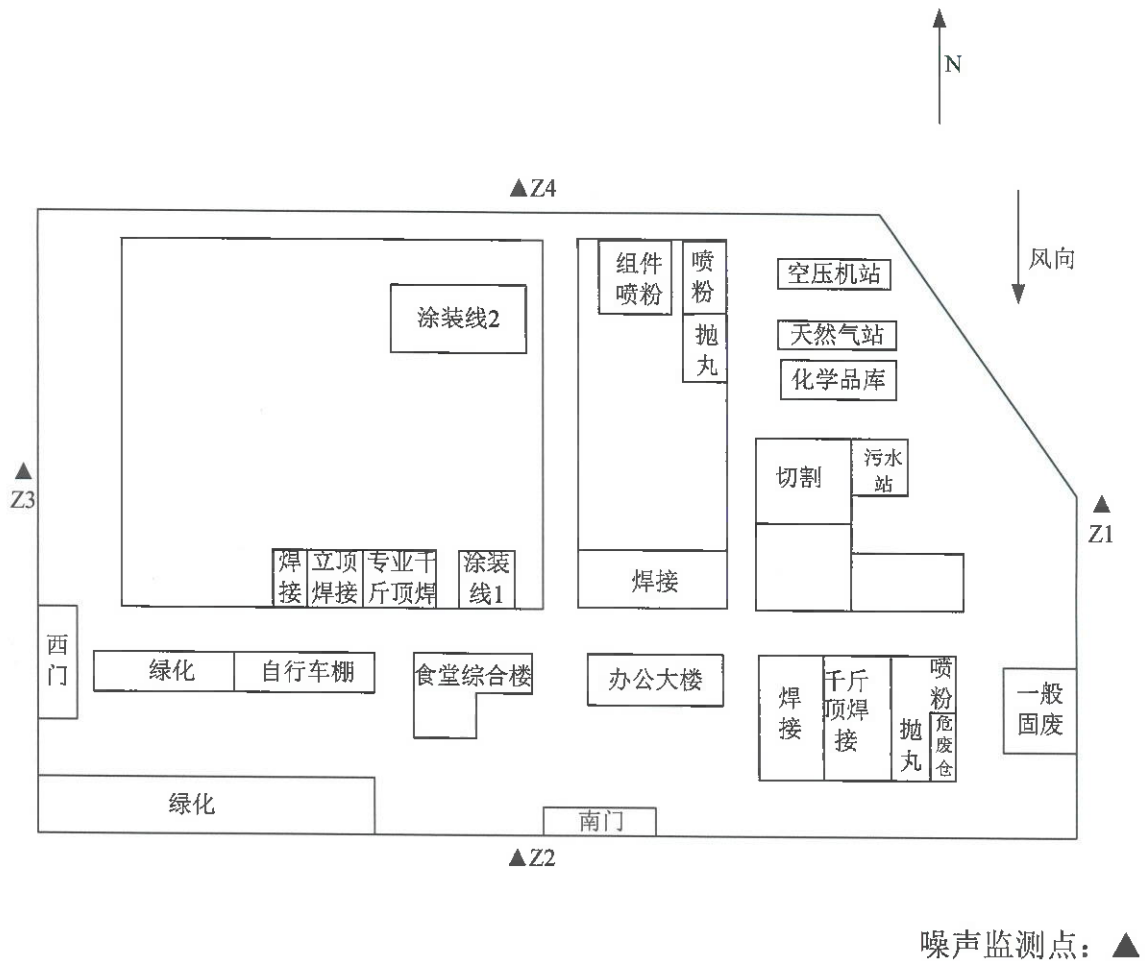 N
▲Z4
风向
组件
喷粉
喷
粉
空压机站
涂装线2
抛
丸
天然气站
化学品库
切割
污水
站
▲
Z3
▲
Z1
焊
接
立顶
焊接
专业千
斤顶焊
涂装
线1
焊接
西
门
绿化
自行车棚
食堂综合楼
办公大楼
焊
接
千斤
顶焊
接
抛
丸
喷
粉
危
废
仓
一般
固废
绿化
南门
▲Z2
噪声监测点：▲